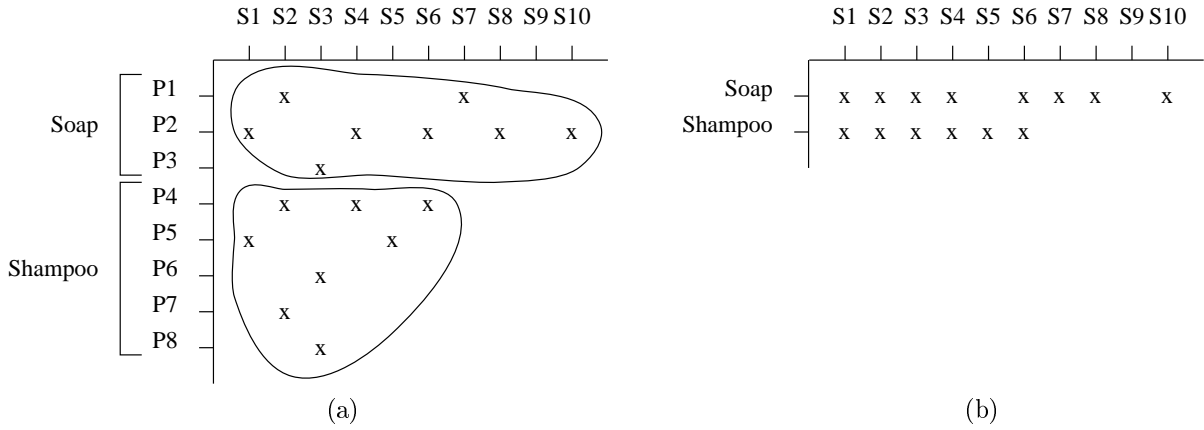 S1 S2 S3 S4 S5 S6 S7 S8 S9 S10
P1 x x
Soap P2 x x x x x
P3 x
P4 x x x
P5 x x
Shampoo P6 x
P7 x
P8 x
(a)
S1 S2 S3 S4 S5 S6 S7 S8 S9 S10
Soap x x x x x x x x
Shampoo x x x x x x
(b)